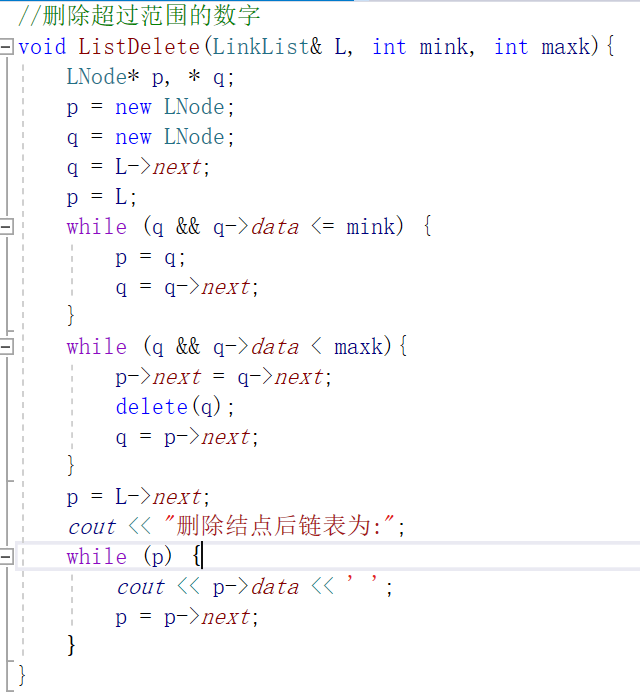 //删除超过范围的数字
void ListDelete(LinkList& L, int mink, int maxk){
LNode* p, * q;
p = new LNode;
q = new LNode;
q = L->next;
p = L;
while (q && q->data <= mink) {
p = q;
q = q->next;
}
while (q && q->data < maxk){
p->next = q->next;
delete(q);
q = p->next;
}
p = L->next;
cout << "删除结点后链表为:";
while (p) {
cout << p->data << ' ';
p = p->next;
}
}